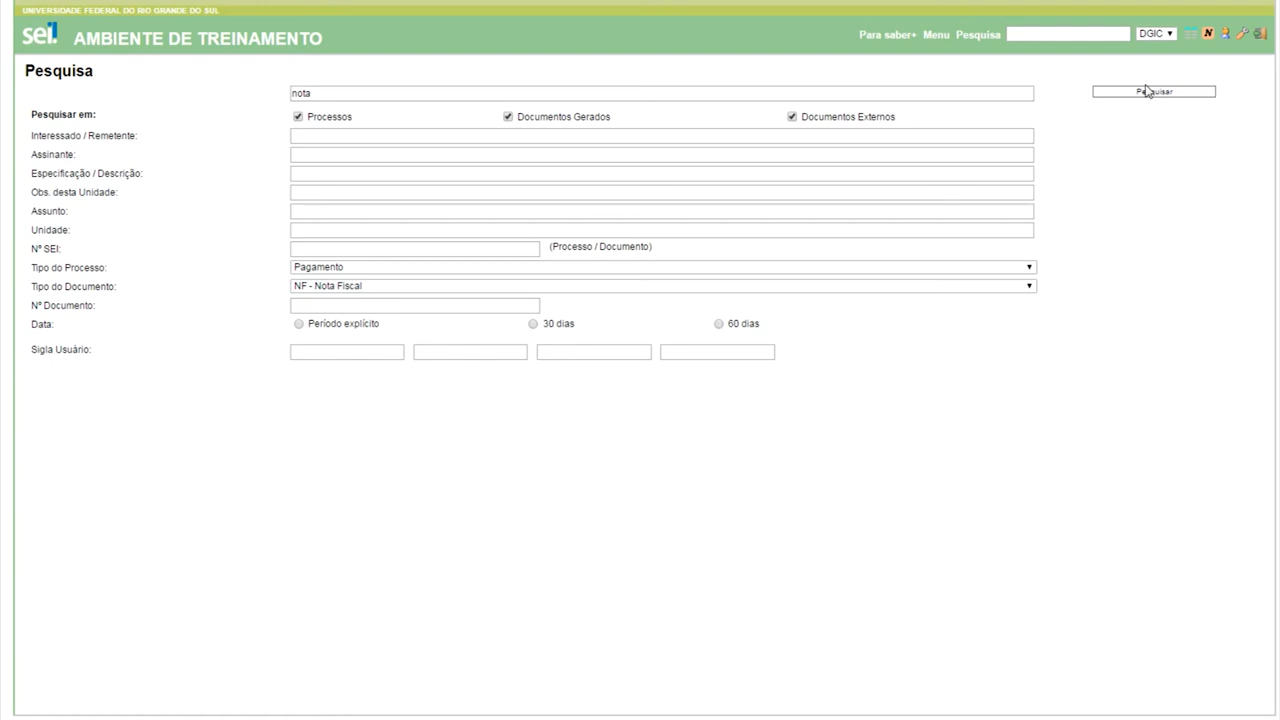 UNIVERSIDADE FEDERAL DO RIO GRANDE DO SUL
sei. AMBIENTE DE TREINAMENTO
Para saber+ Menu Pesquisa DGIC
Pesquisa
nota Pesquisar
Pesquisar em: Processos Documentos Gerados Documentos Externos
Interessado / Remetente:
Assinante:
Especificação / Descrição:
Obs. desta Unidade:
Assunto:
Unidade:
Nº SEI: (Processo / Documento)
Tipo do Processo: Pagamento
Tipo do Documento: NF - Nota Fiscal
Nº Documento:
Data: Período explícito 30 dias 60 dias
Sigla Usuário: